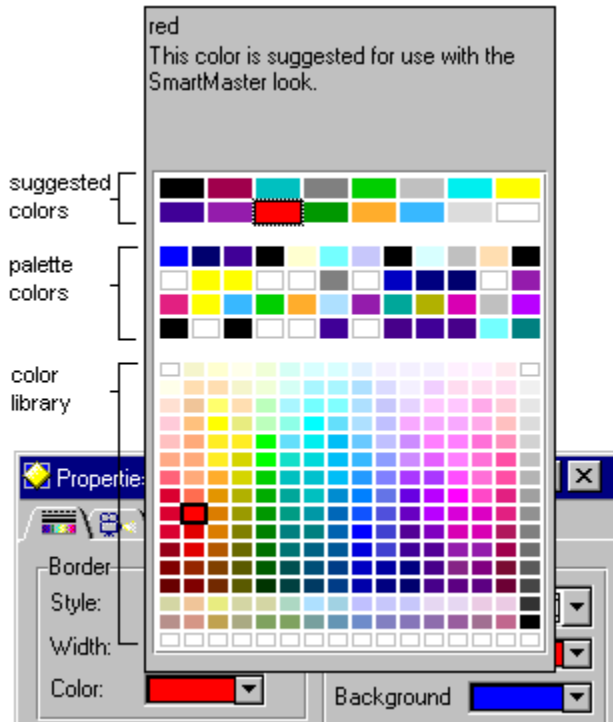 red
This color is suggested for use with the
SmartMaster look.
suggested
colors
palette
colors
color
library
Properties
Border
Style:
Width:
Color:
Background